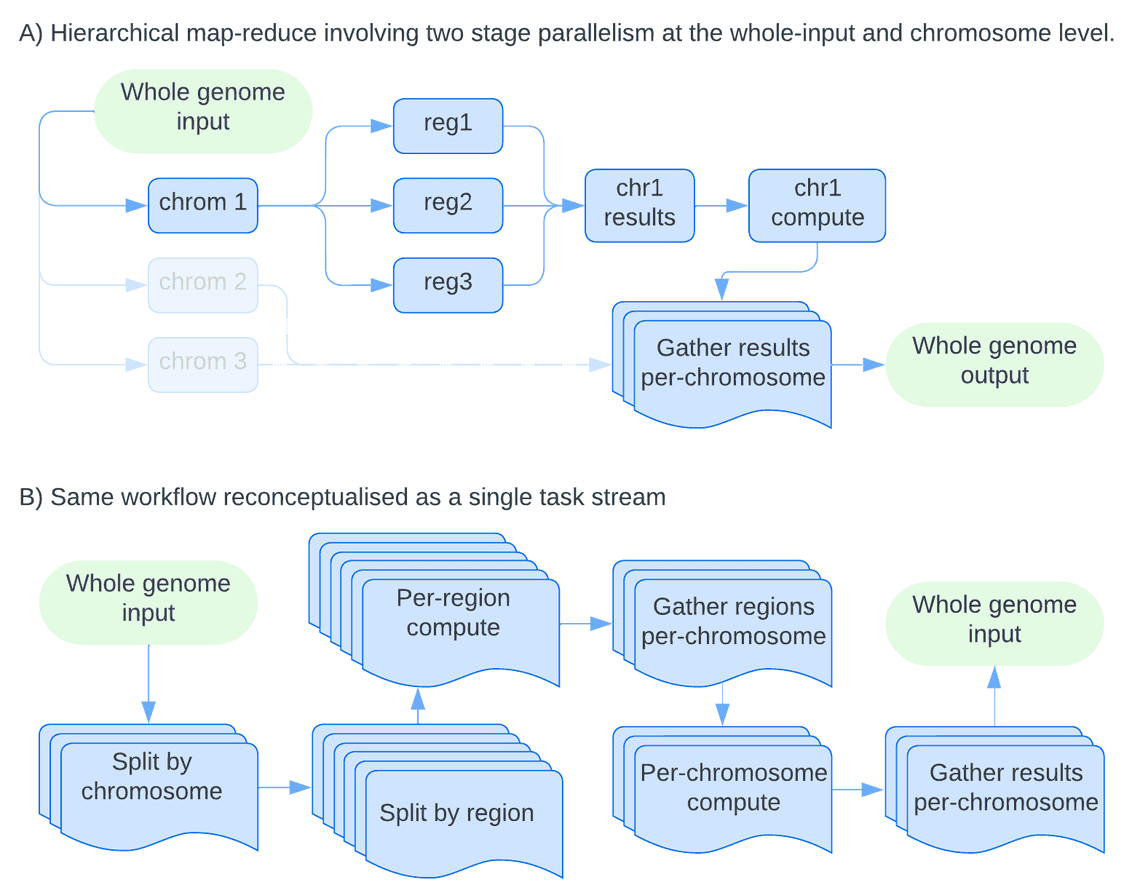 A) Hierarchical map-reduce involving two stage parallelism at the whole-input and chromosome level.
Whole genome
input
reg1
chrom 1
reg2
chr1
results
chr1
compute
chrom 2
reg3
chrom 3
Gather results
per-chromosome
Whole genome
output
B) Same workflow reconceptualised as a single task stream
Whole genome
input
Per-region
compute
Gather regions
per-chromosome
Whole genome
input
Split by
chromosome
Split by region
Per-chromosome
compute
Gather results
per-chromosome